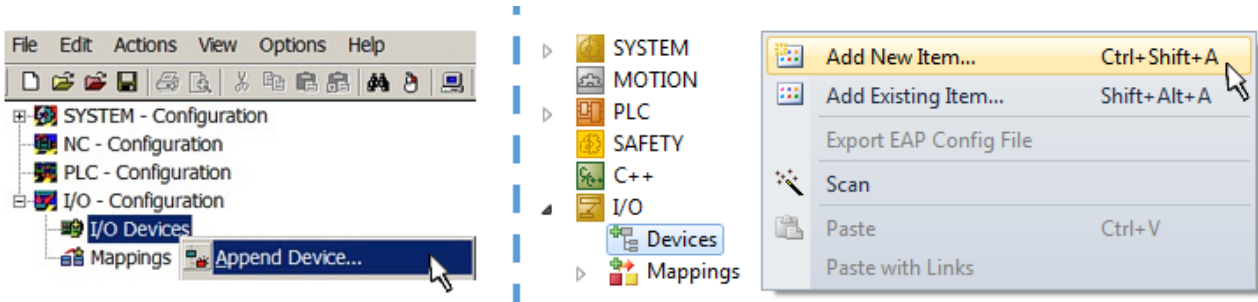 File Edit Actions View Options Help
SYSTEM - Configuration
NC - Configuration
PLC - Configuration
I/O - Configuration
I/O Devices
Mappings
Append Device...
SYSTEM
MOTION
PLC
SAFETY
C++
I/O
Devices
Mappings
Add New Item... Ctrl+Shift+A
Add Existing Item... Shift+Alt+A
Export EAP Config File
Scan
Paste Ctrl+V
Paste with Links